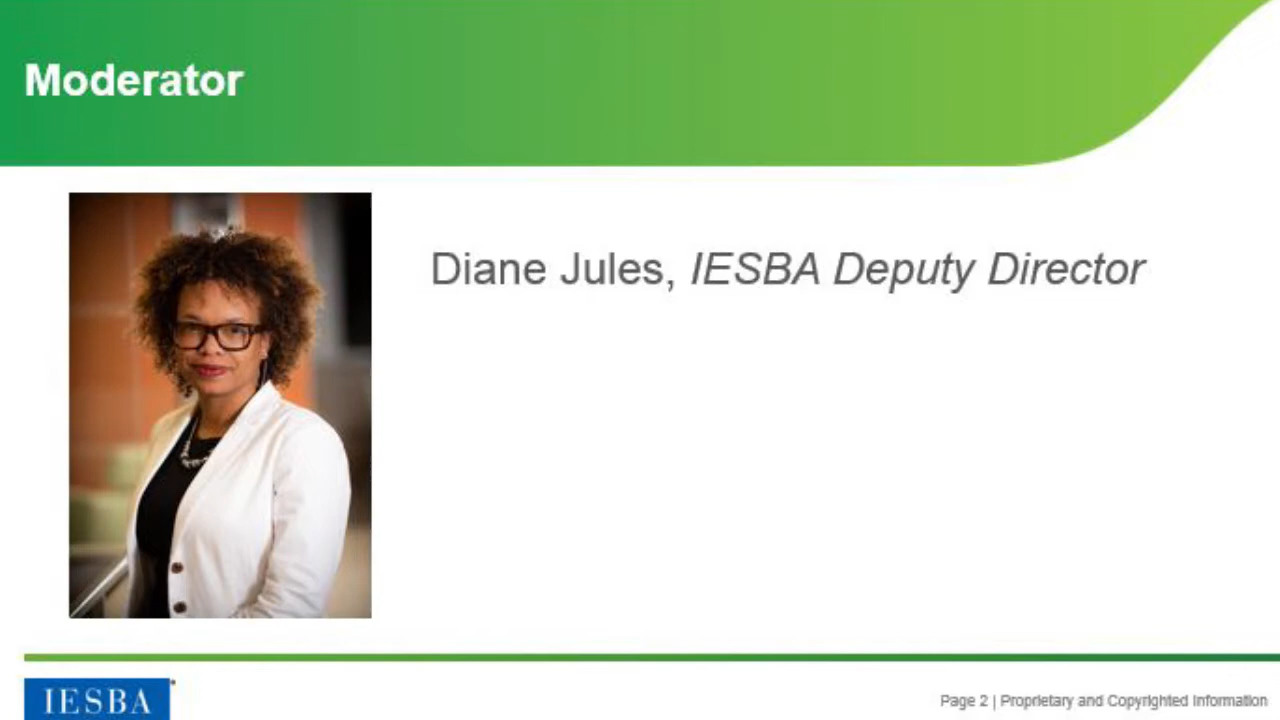 Moderator
Diane Jules, IESBA Deputy Director
IESBA
Page 2 | Proprietary and Copyrighted Information